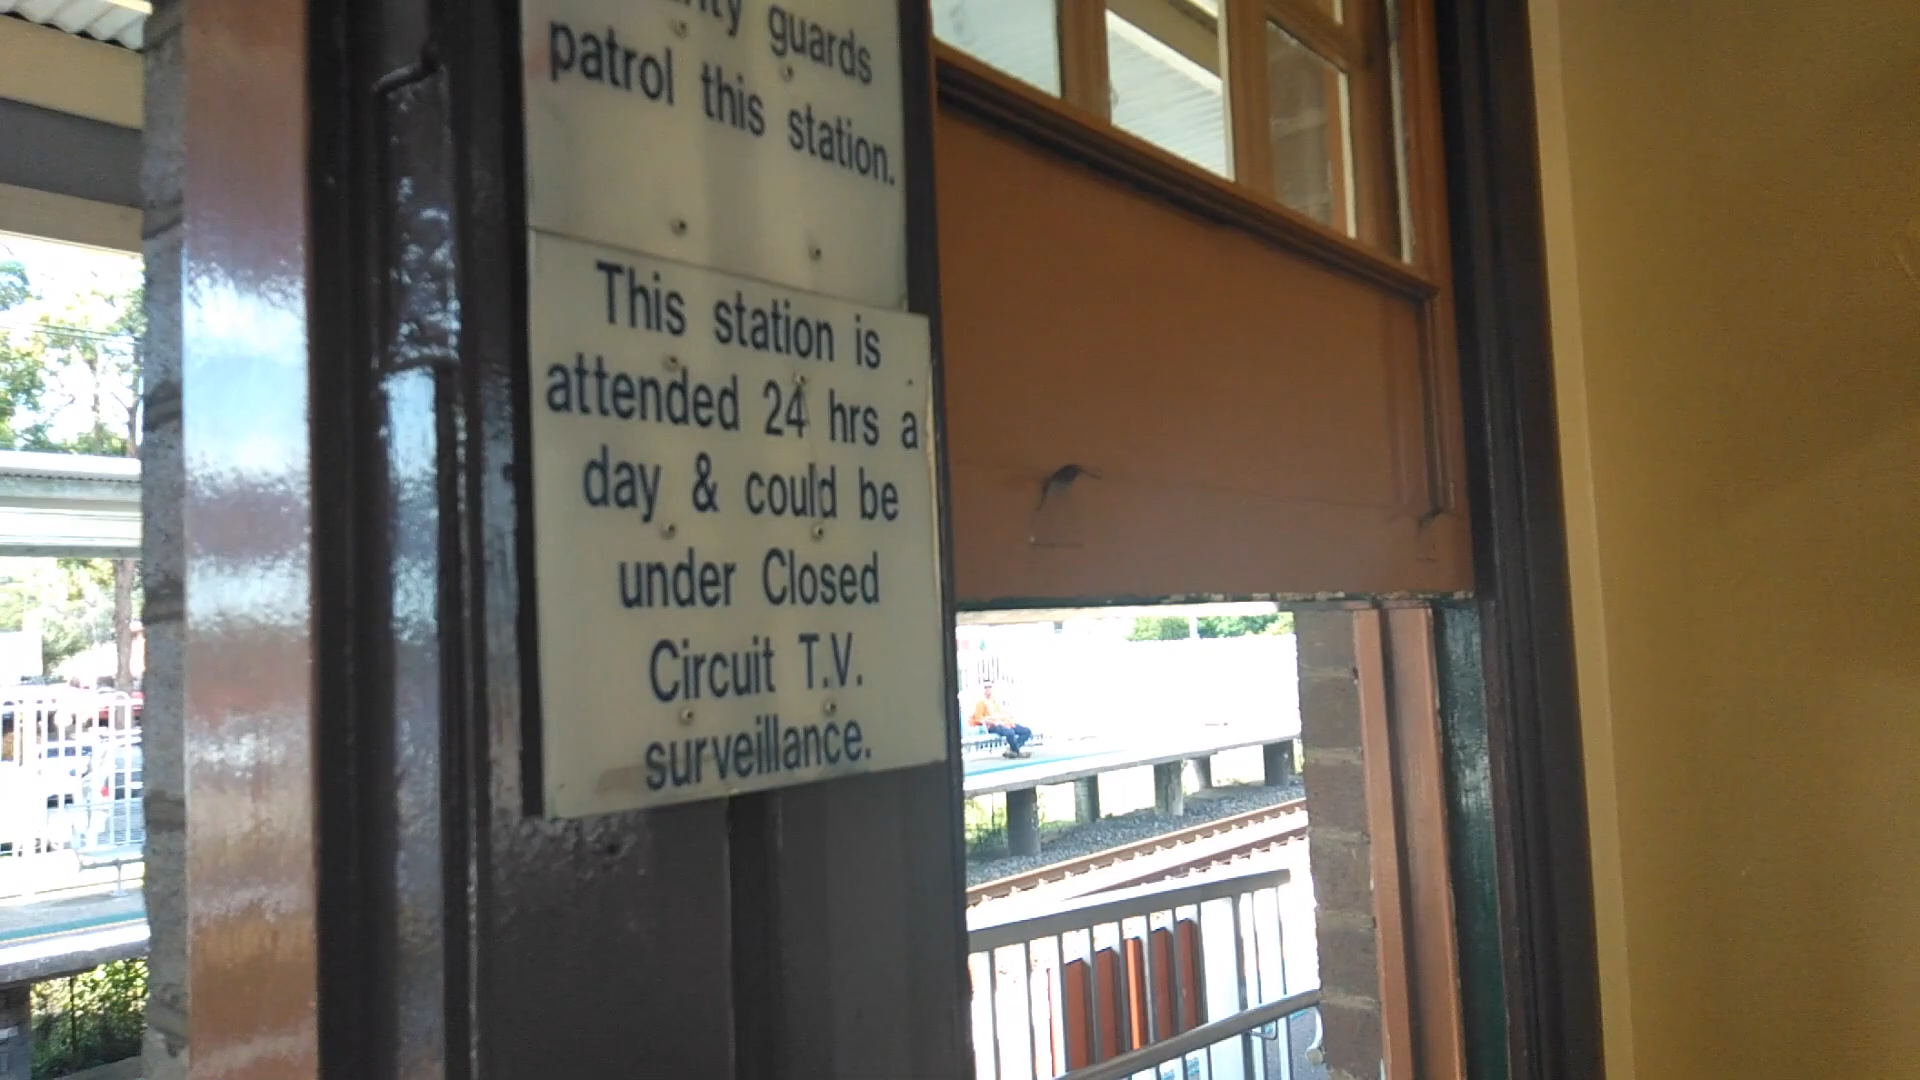 guards
patrol this station.
This station is
attended 24 hrs a
day & could be
under Closed
Circuit T.V.
surveillance.